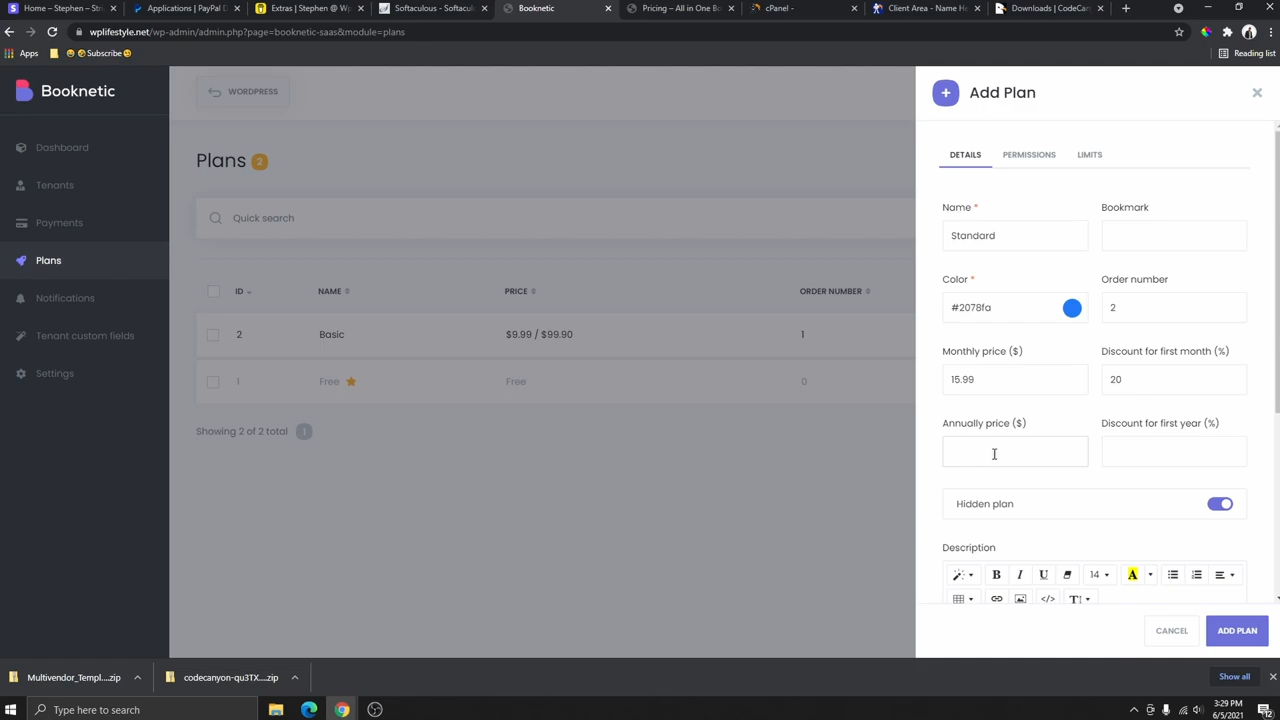 Home – Stephen • Stri
Applications | PayPal D
Extras | Stephen @ Wp
Softaculous - Softacul
Booknetic
Pricing – All in One Bo
cPanel -
Client Area - Name He
Downloads | CodeCan
wplifestyle.net/wp-admin/admin.php?page=booknetic-saas&module=plans
Apps
Subscribe
Reading list
Booknetic
WORDPRESS
Add Plan
Dashboard
Tenants
Payments
Plans
Notifications
Tenant custom fields
Settings
Plans 2
Quick search
ID NAME PRICE ORDER NUMBER
2 Basic $9.99 / $99.90 1
1 Free Free 0
Showing 2 of 2 total 1
DETAILS PERMISSIONS LIMITS
Name * Bookmark
Standard
Color * Order number
#2078fa 2
Monthly price ($) Discount for first month (%)
15.99 20
Annually price ($) Discount for first year (%)
Hidden plan
Description
B I U 14 A
</> TI
CANCEL ADD PLAN
Multivendor_Templ....zip
codecanyon-qu3TX....zip
Show all
Type here to search
3:29 PM
6/5/2021